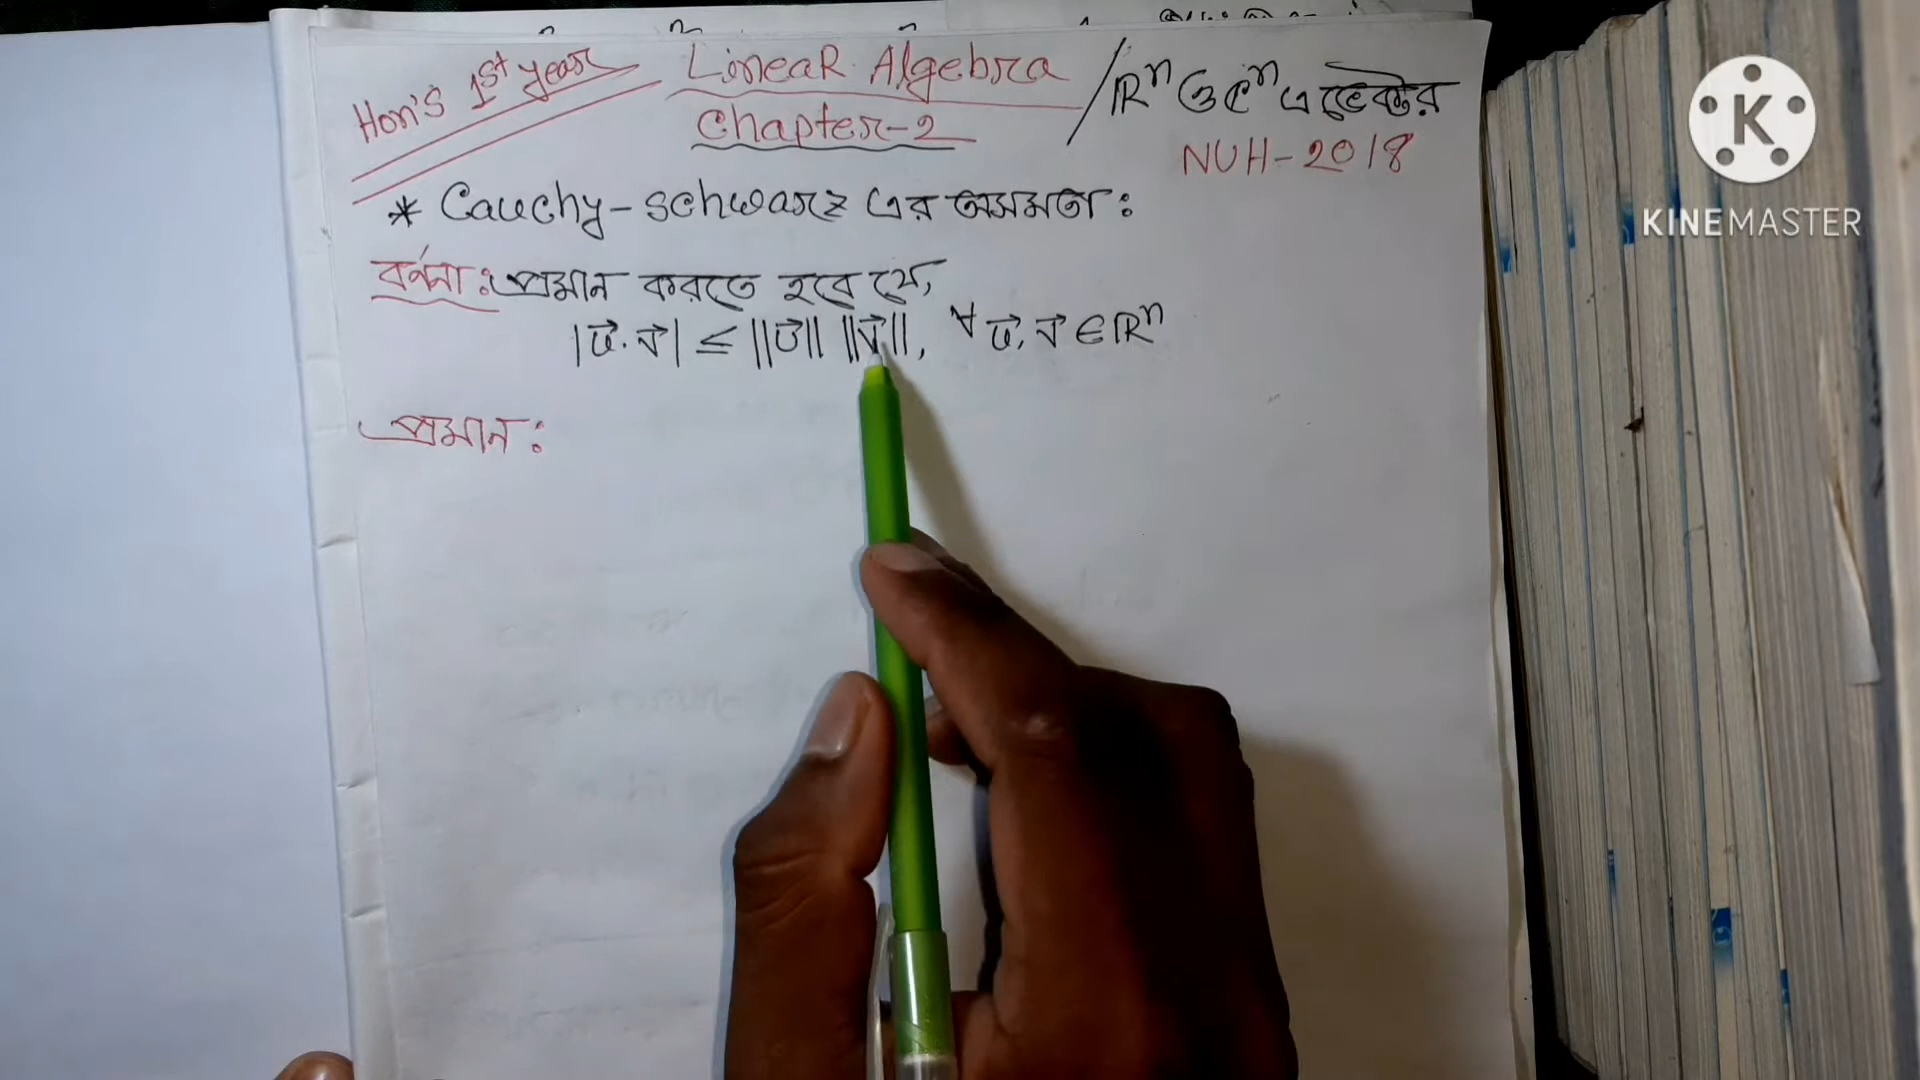 Hon's 1st year
Linear Algebra
Chapter-2
/ℝⁿ ও ℂⁿ এ ভেক্টর
NUH-2018
* Cauchy-schwarz এর অসমতা:
বর্ননা: প্রমান করতে হবে যে,
|u⃗.v⃗| ≤ ||u⃗|| ||v⃗||, ∀ u⃗, v⃗ ∈ ℝⁿ
প্রমান:
K
KINEMASTER